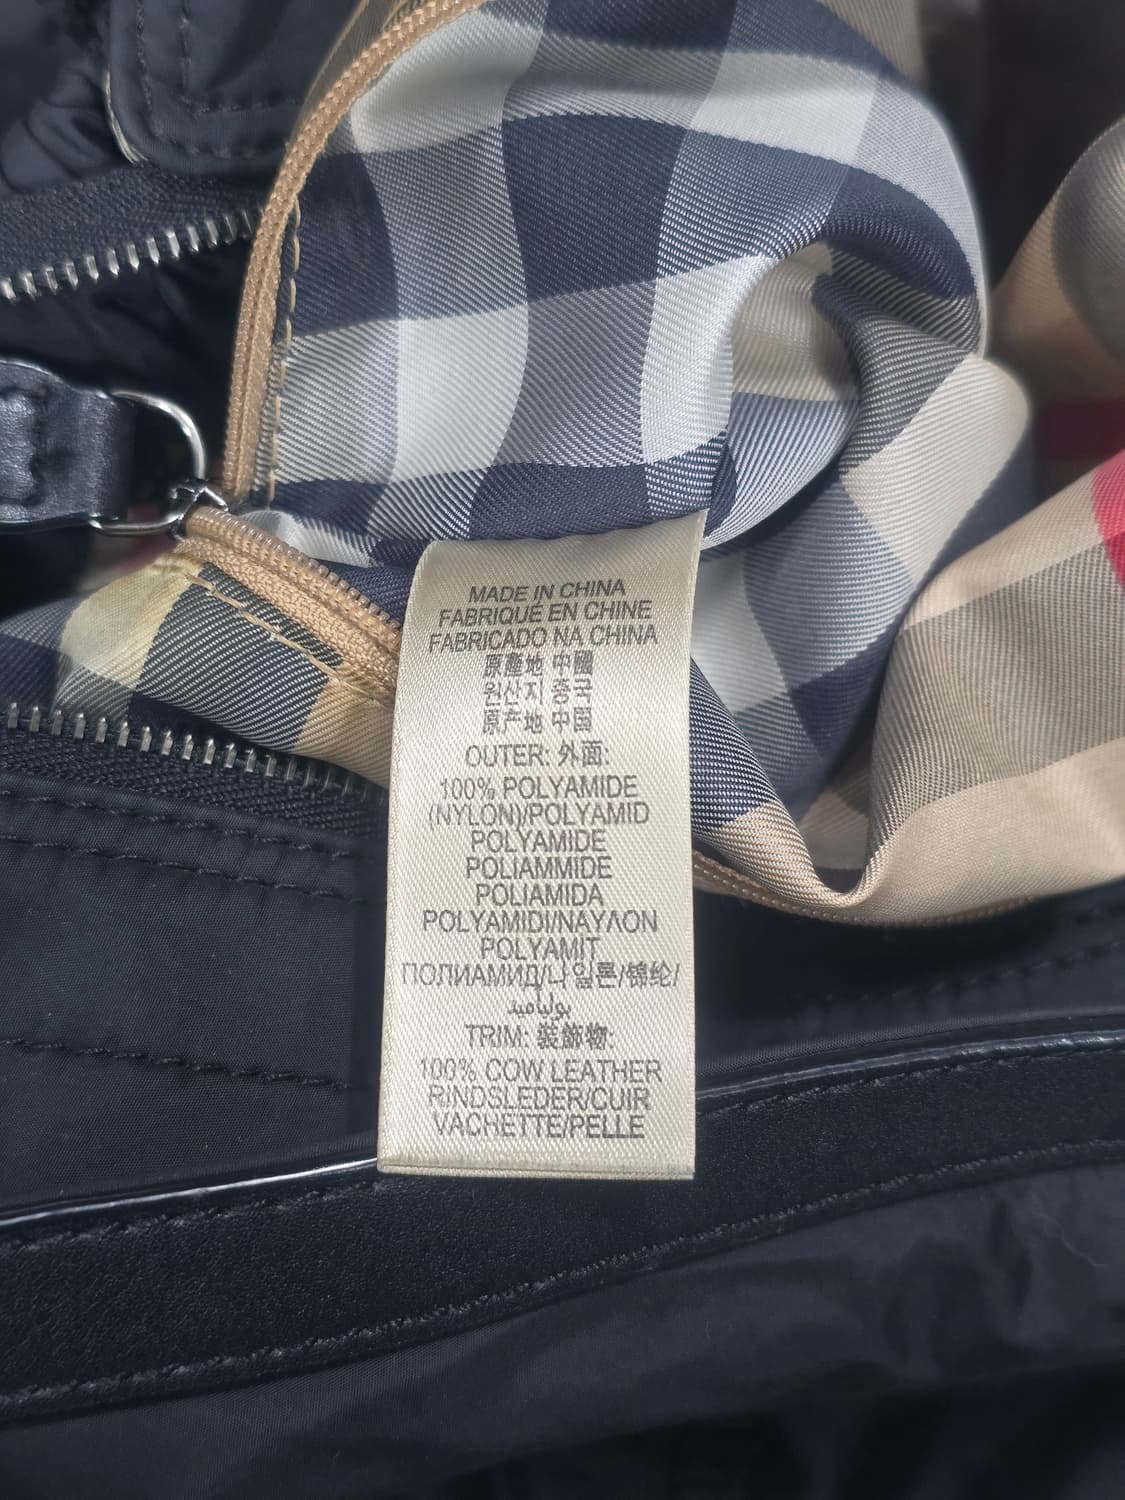 MADE IN CHINA
FABRIQUÉ EN CHINE
FABRICADO NA CHINA
原產地 中國
원산지 중국
原产地 中国
OUTER: 外面:
100% POLYAMIDE
(NYLON)/POLYAMID
POLYAMIDE
POLIAMMIDE
POLIAMIDA
POLYAMIDI/ΝΑΥΛΟΝ
POLYAMIT
ПОЛИАМИД/나일론/锦纶/
بولیأمید
TRIM: 装飾物:
100% COW LEATHER
RINDSLEDER/CUIR
VACHETTE/PELLE